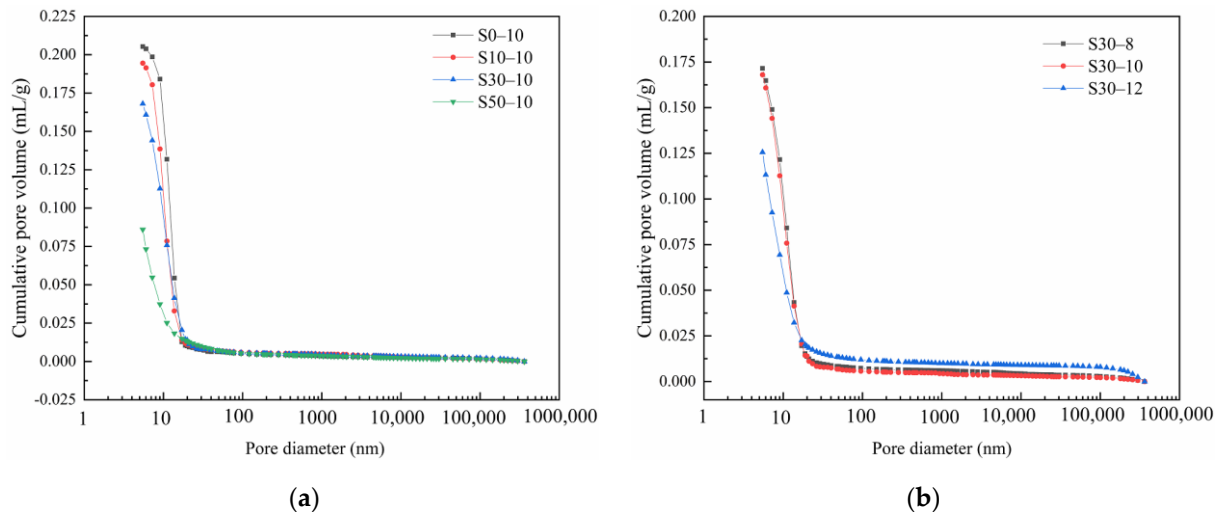 0.225
0.200
0.175
0.150
0.125
0.100
0.075
0.050
0.025
0.000
-0.025
Cumulative pore volume (mL/g)
S0–10
S10–10
S30–10
S50–10
1 10 100 1000 10,000 100,000 1000,000
Pore diameter (nm)
(a)
0.200
0.175
0.150
0.125
0.100
0.075
0.050
0.025
0.000
Cumulative pore volume (mL/g)
S30–8
S30–10
S30–12
1 10 100 1000 10,000 100,000 1000,000
Pore diameter (nm)
(b)